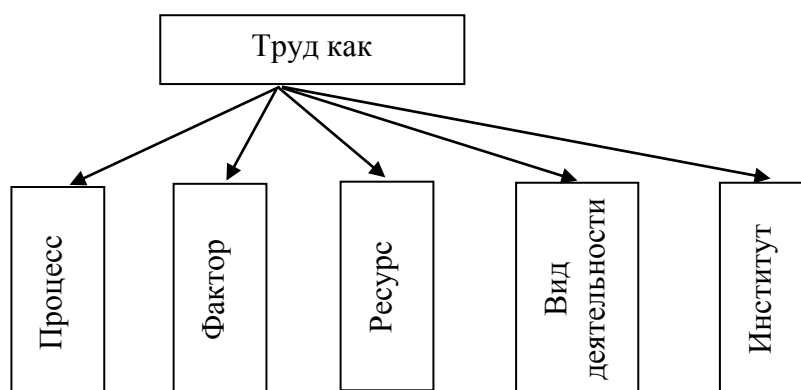 Труд как
Процесс
Фактор
Ресурс
Вид
деятельности
Институт